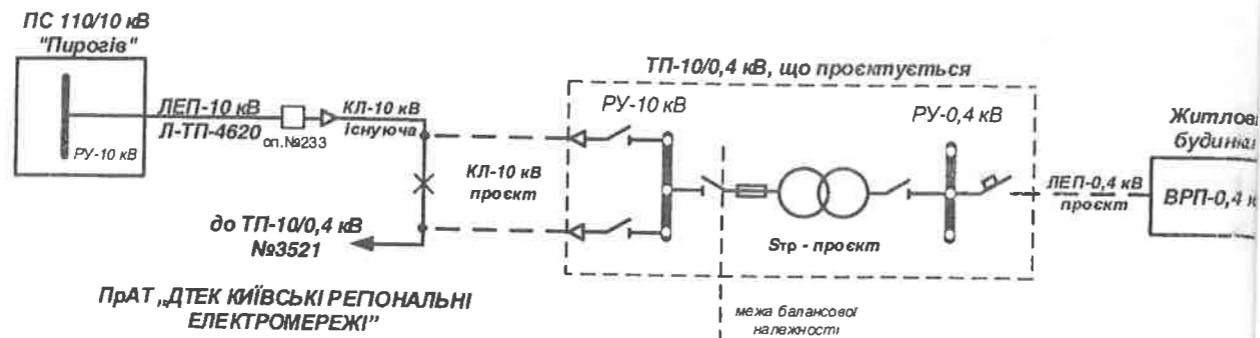 ПС 110/10 кВ
"Пирогів"
РУ-10 кВ
ЛЕП-10 кВ
Л-ТП-4620
оп.№233
КЛ-10 кВ
існуюча
КЛ-10 кВ
проєкт
до ТП-10/0,4 кВ
№3521
ПрАТ „ДТЕК КИЇВСЬКІ РЕГІОНАЛЬНІ
ЕЛЕКТРОМЕРЕЖІ”
ТП-10/0,4 кВ, що проєктується
РУ-10 кВ
РУ-0,4 кВ
Sтр - проєкт
межа балансової
належності
ЛЕП-0,4 кВ
проєкт
Житлові
будинки
ВРП-0,4 к